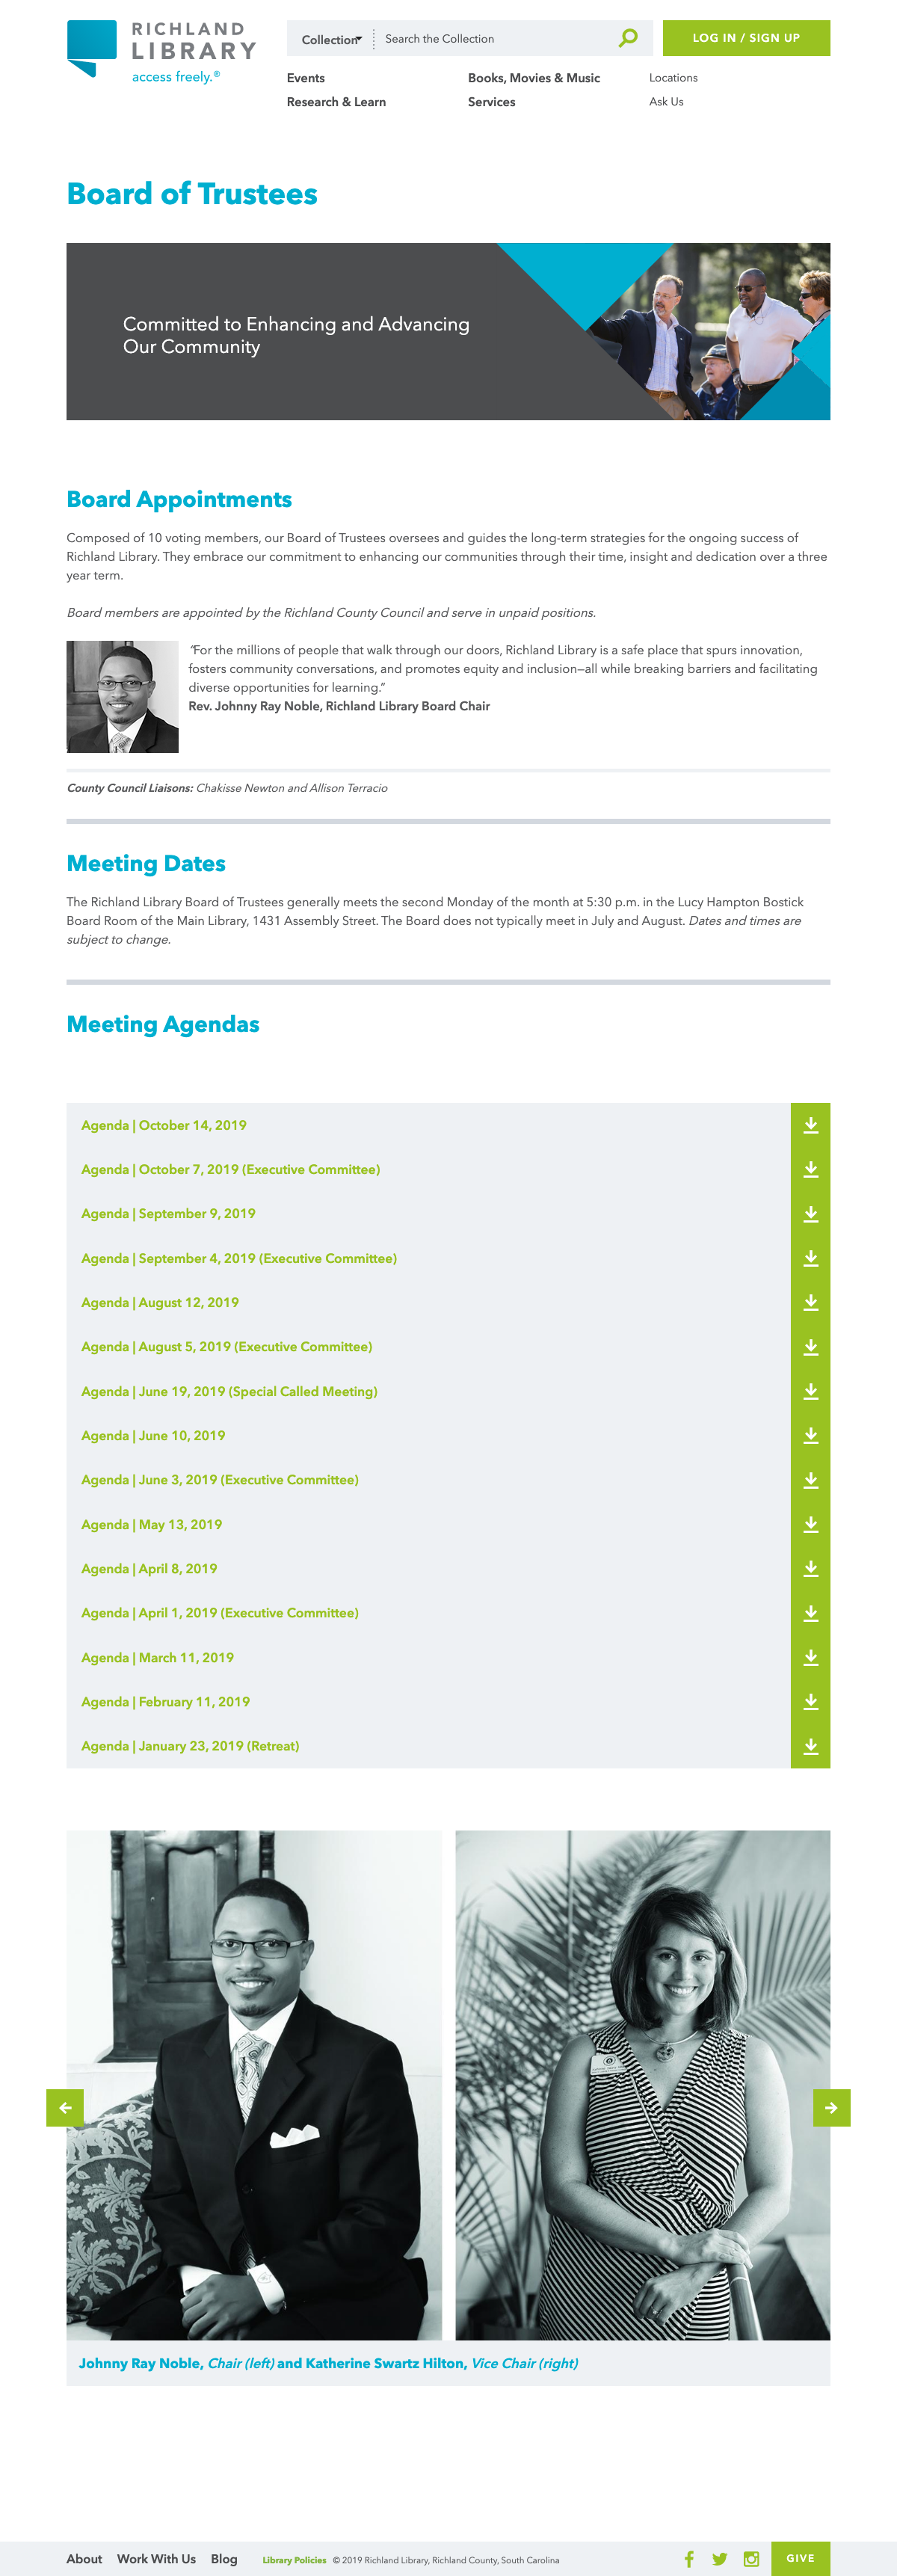 RICHLAND
LIBRARY
access freely.®
Collection
Search the Collection
LOG IN / SIGN UP
Events
Books, Movies & Music
Locations
Research & Learn
Services
Ask Us
Board of Trustees
Committed to Enhancing and Advancing
Our Community
Board Appointments
Composed of 10 voting members, our Board of Trustees oversees and guides the long-term strategies for the ongoing success of
Richland Library. They embrace our commitment to enhancing our communities through their time, insight and dedication over a three
year term.
Board members are appointed by the Richland County Council and serve in unpaid positions.
“For the millions of people that walk through our doors, Richland Library is a safe place that spurs innovation,
fosters community conversations, and promotes equity and inclusion—all while breaking barriers and facilitating
diverse opportunities for learning.”
Rev. Johnny Ray Noble, Richland Library Board Chair
County Council Liaisons: Chakisse Newton and Allison Terracio
Meeting Dates
The Richland Library Board of Trustees generally meets the second Monday of the month at 5:30 p.m. in the Lucy Hampton Bostick
Board Room of the Main Library, 1431 Assembly Street. The Board does not typically meet in July and August. Dates and times are
subject to change.
Meeting Agendas
Agenda | October 14, 2019
Agenda | October 7, 2019 (Executive Committee)
Agenda | September 9, 2019
Agenda | September 4, 2019 (Executive Committee)
Agenda | August 12, 2019
Agenda | August 5, 2019 (Executive Committee)
Agenda | June 19, 2019 (Special Called Meeting)
Agenda | June 10, 2019
Agenda | June 3, 2019 (Executive Committee)
Agenda | May 13, 2019
Agenda | April 8, 2019
Agenda | April 1, 2019 (Executive Committee)
Agenda | March 11, 2019
Agenda | February 11, 2019
Agenda | January 23, 2019 (Retreat)
Johnny Ray Noble, Chair (left) and Katherine Swartz Hilton, Vice Chair (right)
About
Work With Us
Blog
Library Policies
© 2019 Richland Library, Richland County, South Carolina
GIVE